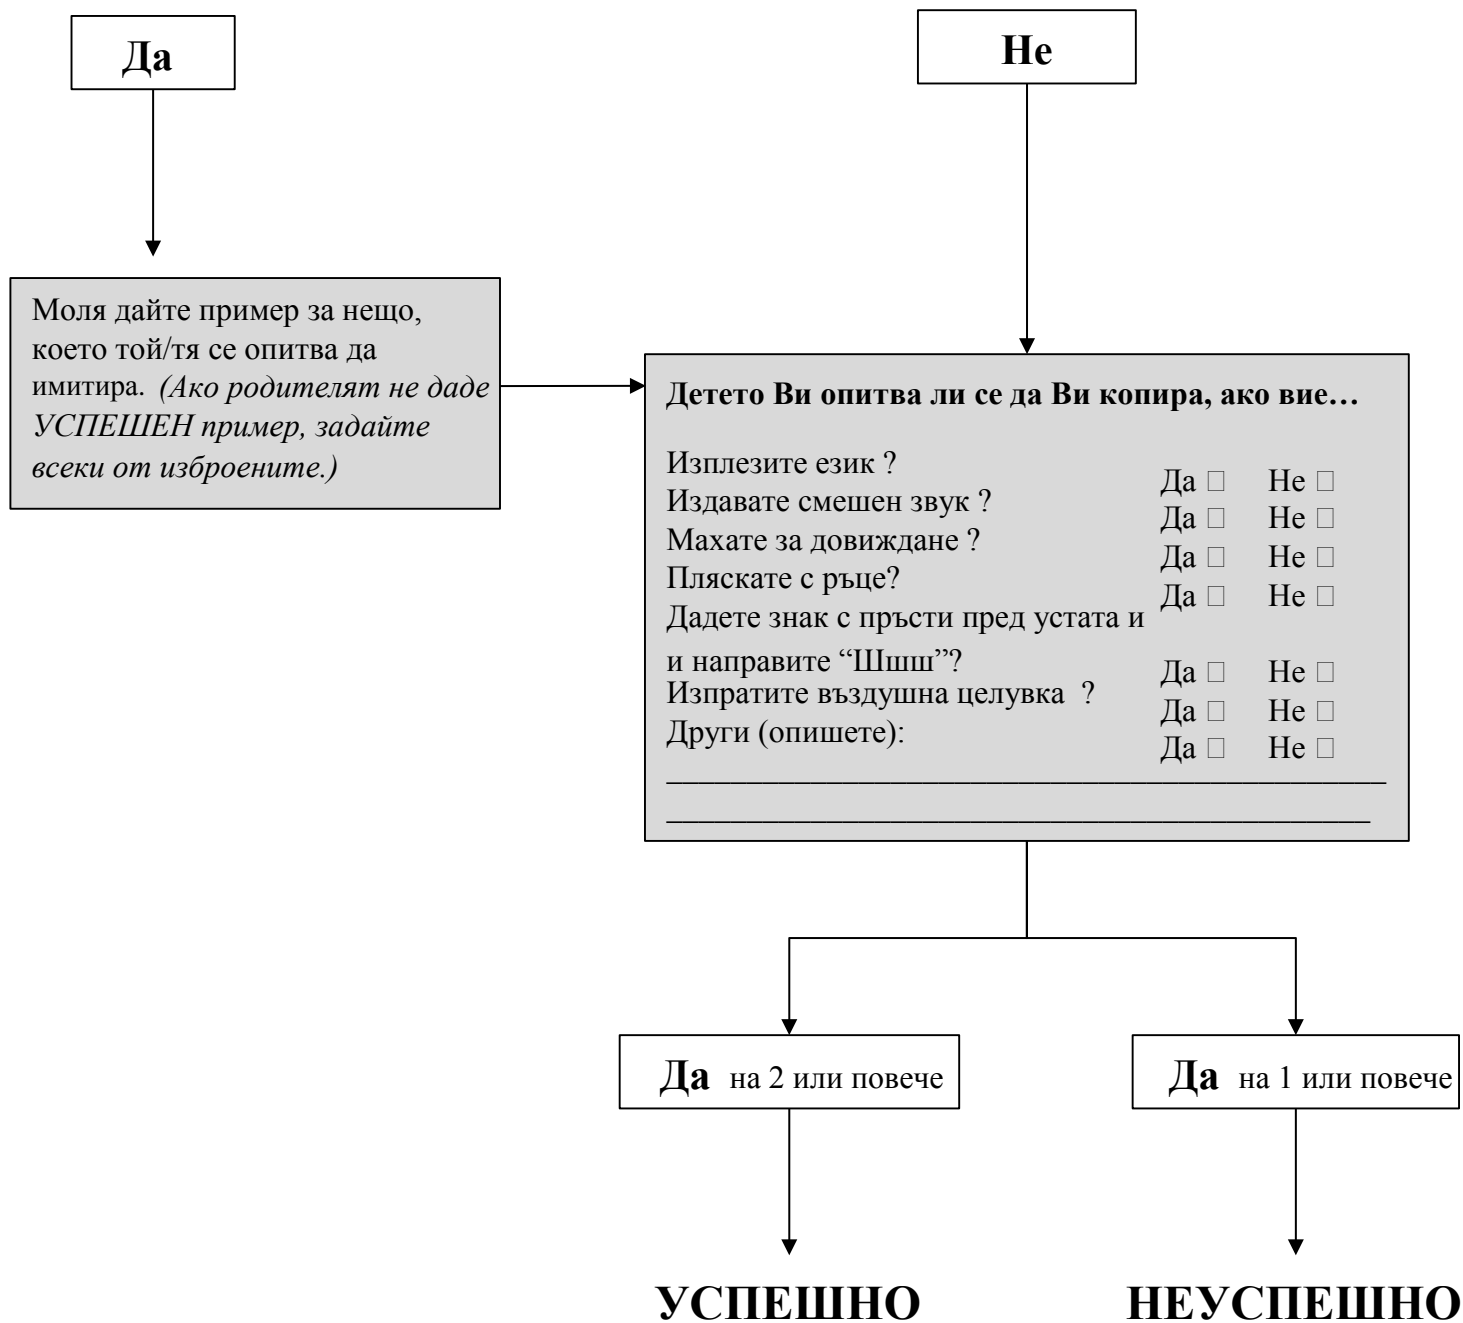 Да
Не
Моля дайте пример за нещо,
което той/тя се опитва да
имитира. (Ако родителят не даде
УСПЕШЕН пример, задайте
всеки от изброените.)
Детето Ви опитва ли се да Ви копира, ако вие…
Изплезите език ? Да □ Не □
Издавате смешен звук ? Да □ Не □
Махате за довиждане ? Да □ Не □
Пляскате с ръце? Да □ Не □
Дадете знак с пръсти пред устата и
и направите “Шшш”? Да □ Не □
Изпратите въздушна целувка ? Да □ Не □
Други (опишете): Да □ Не □
Да на 2 или повече
Да на 1 или повече
УСПЕШНО
НЕУСПЕШНО